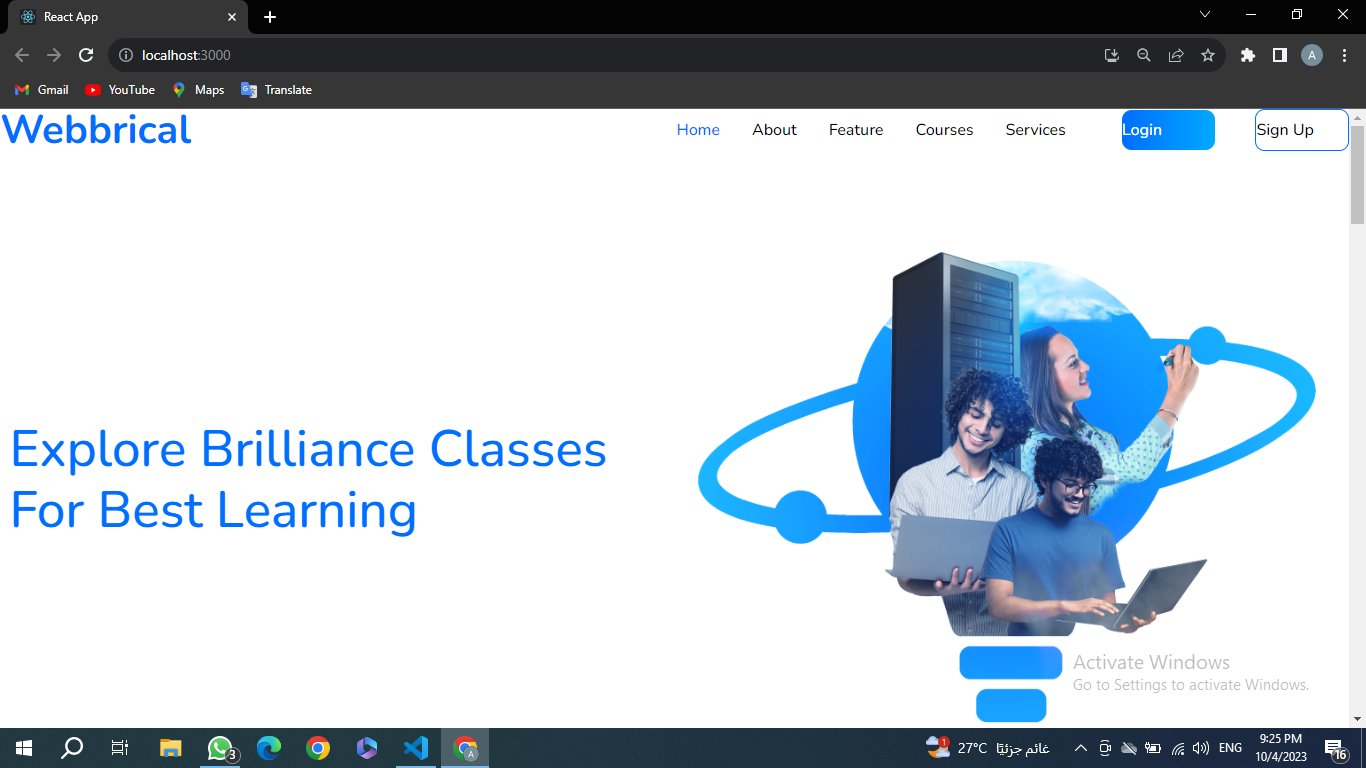 React App
localhost:3000
A
Gmail YouTube Maps Translate
Webbrical
Home About Feature Courses Services Login Sign Up
Explore Brilliance Classes
For Best Learning
Activate Windows
Go to Settings to activate Windows.
3
A
1
27°C غائم جزئيًا
ENG
9:25 PM
10/4/2023
16